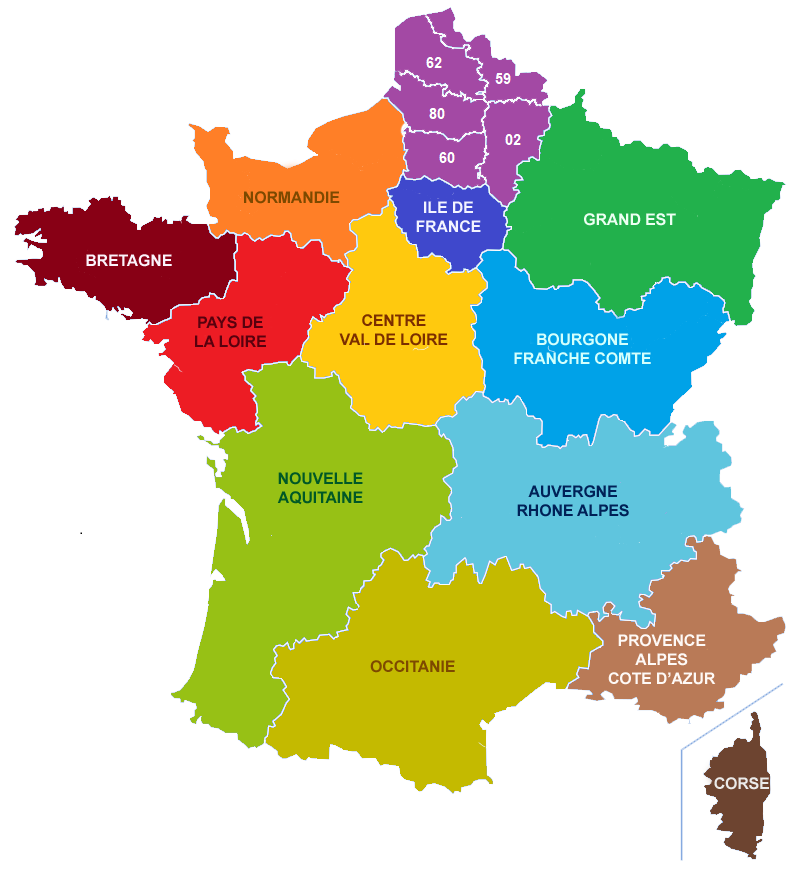 62
59
80
02
60
NORMANDIE
ILE DE
FRANCE
GRAND EST
BRETAGNE
PAYS DE
LA LOIRE
CENTRE
VAL DE LOIRE
BOURGONE
FRANCHE COMTE
NOUVELLE
AQUITAINE
AUVERGNE
RHONE ALPES
OCCITANIE
PROVENCE
ALPES
COTE D'AZUR
CORSE